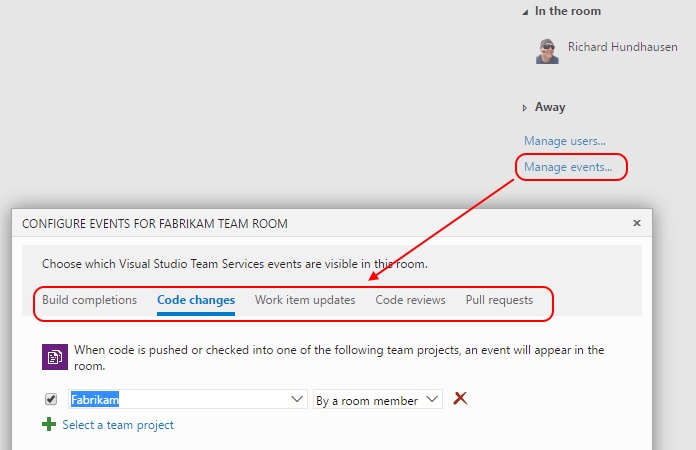 In the room
Richard Hundhausen
Away
Manage users...
Manage events...
CONFIGURE EVENTS FOR FABRIKAM TEAM ROOM
Choose which Visual Studio Team Services events are visible in this room.
Build completions Code changes Work item updates Code reviews Pull requests
When code is pushed or checked into one of the following team projects, an event will appear in the
room.
Fabrikam By a room member
Select a team project